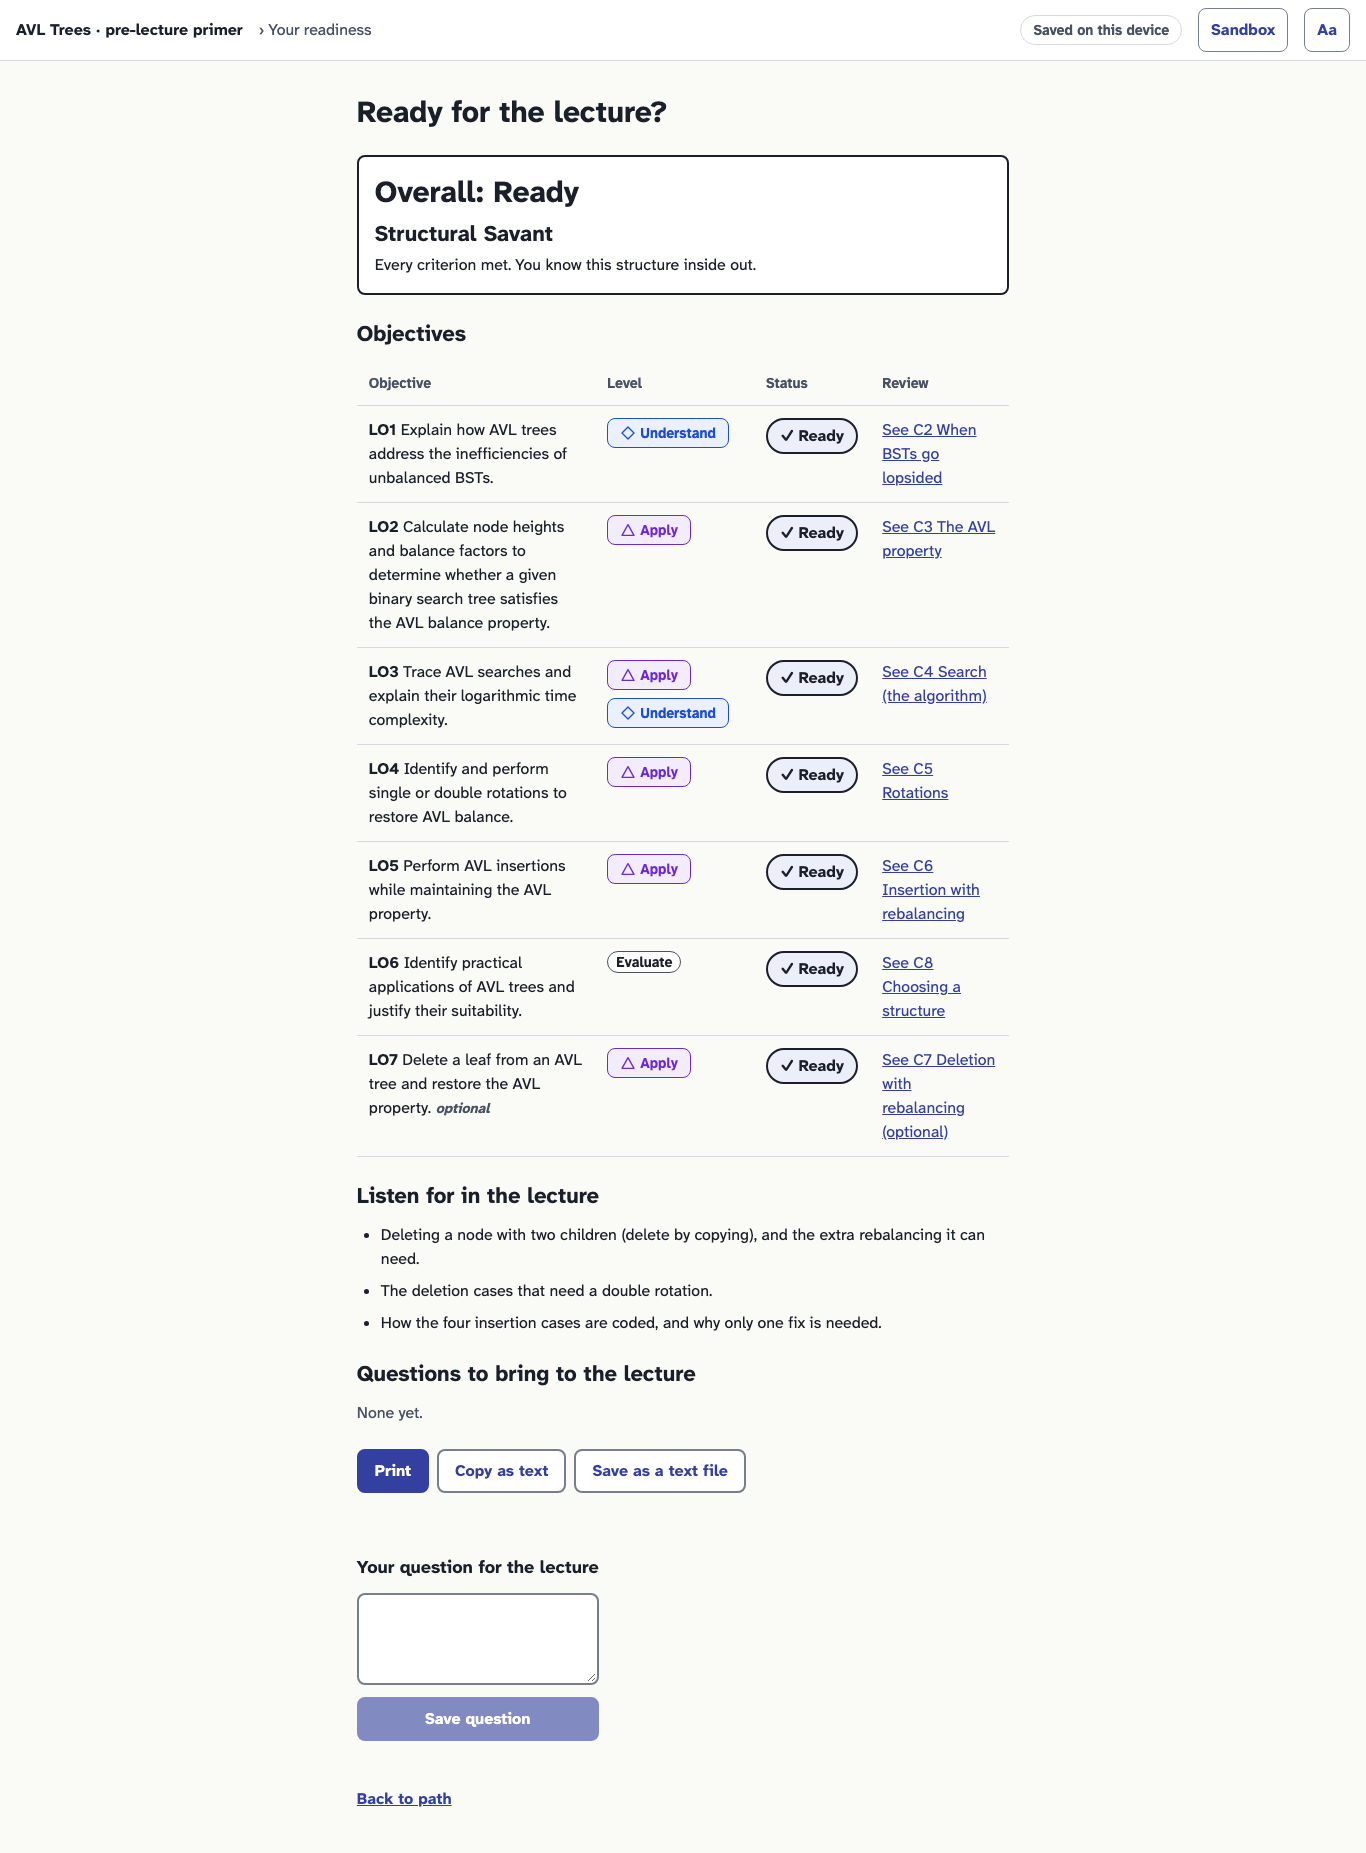 AVL Trees · pre-lecture primer › Your readiness Saved on this device Sandbox Aa
Ready for the lecture?
Overall: Ready
Structural Savant
Every criterion met. You know this structure inside out.
Objectives
Objective Level Status Review
LO1 Explain how AVL trees
address the inefficiencies of
unbalanced BSTs.
◇ Understand
✓ Ready
See C2 When
BSTs go
lopsided
LO2 Calculate node heights
and balance factors to
determine whether a given
binary search tree satisfies
the AVL balance property.
△ Apply
✓ Ready
See C3 The AVL
property
LO3 Trace AVL searches and
explain their logarithmic time
complexity.
△ Apply
◇ Understand
✓ Ready
See C4 Search
(the algorithm)
LO4 Identify and perform
single or double rotations to
restore AVL balance.
△ Apply
✓ Ready
See C5
Rotations
LO5 Perform AVL insertions
while maintaining the AVL
property.
△ Apply
✓ Ready
See C6
Insertion with
rebalancing
LO6 Identify practical
applications of AVL trees and
justify their suitability.
Evaluate
✓ Ready
See C8
Choosing a
structure
LO7 Delete a leaf from an AVL
tree and restore the AVL
property. optional
△ Apply
✓ Ready
See C7 Deletion
with
rebalancing
(optional)
Listen for in the lecture
• Deleting a node with two children (delete by copying), and the extra rebalancing it can
need.
• The deletion cases that need a double rotation.
• How the four insertion cases are coded, and why only one fix is needed.
Questions to bring to the lecture
None yet.
Print Copy as text Save as a text file
Your question for the lecture
Save question
Back to path